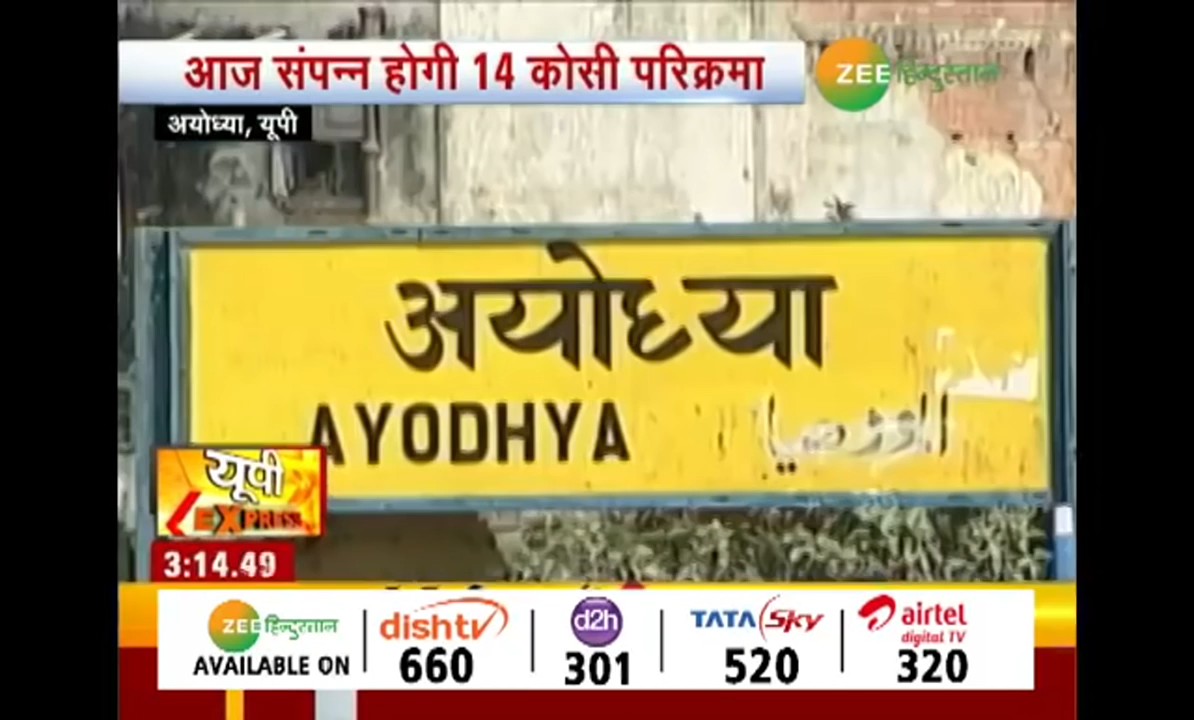 आज संपन्न होगी 14 कोसी परिक्रमा
ZEE हिन्दुस्तान
अयोध्या, यूपी
अयोध्या
AYODHYA
यूपी
EXPRESS
3:14.49
ZEE हिन्दुस्तान
AVAILABLE ON
dishtv
660
d2h
301
TATA Sky
520
airtel
digital TV
320